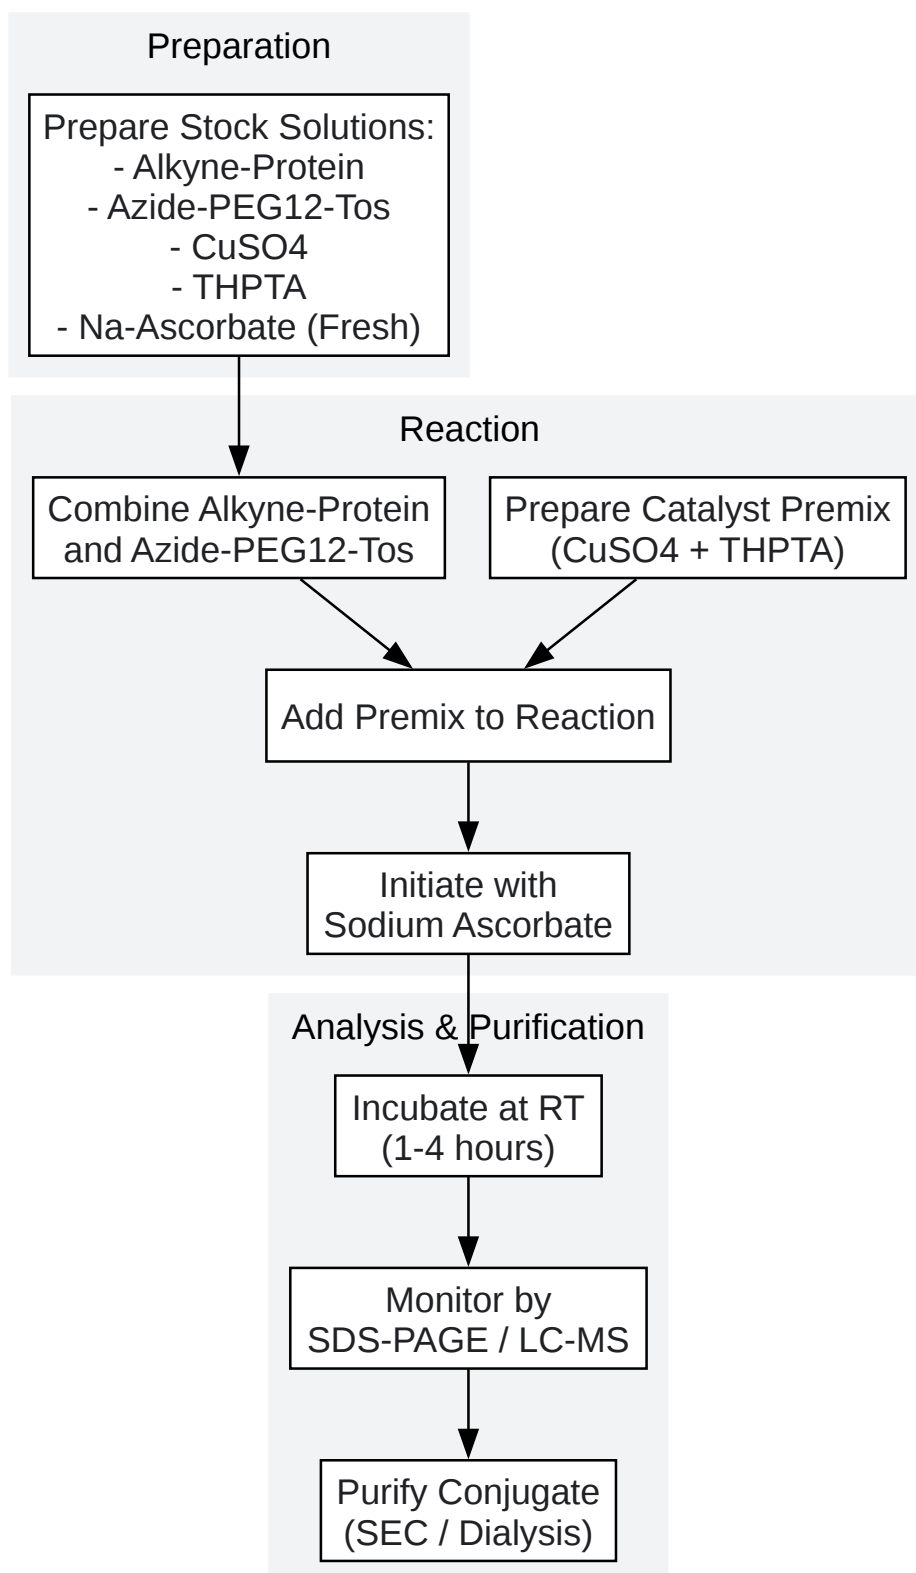 Preparation
Prepare Stock Solutions:
- Alkyne-Protein
- Azide-PEG12-Tos
- CuSO4
- THPTA
- Na-Ascorbate (Fresh)
Reaction
Combine Alkyne-Protein
and Azide-PEG12-Tos
Prepare Catalyst Premix
(CuSO4 + THPTA)
Add Premix to Reaction
Initiate with
Sodium Ascorbate
Analysis & Purification
Incubate at RT
(1-4 hours)
Monitor by
SDS-PAGE / LC-MS
Purify Conjugate
(SEC / Dialysis)